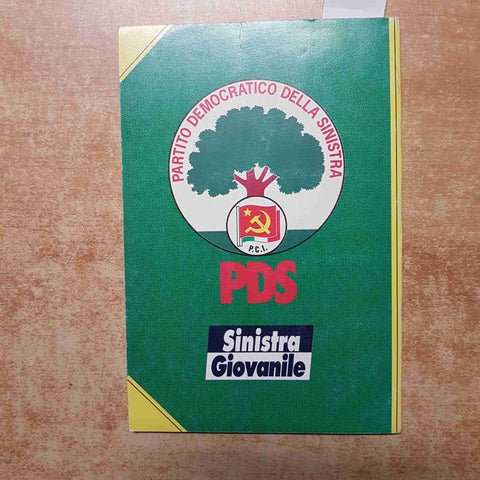 PARTITO DEMOCRATICO DELLA SINISTRA
P.C.I.
PDS
Sinistra
Giovanile